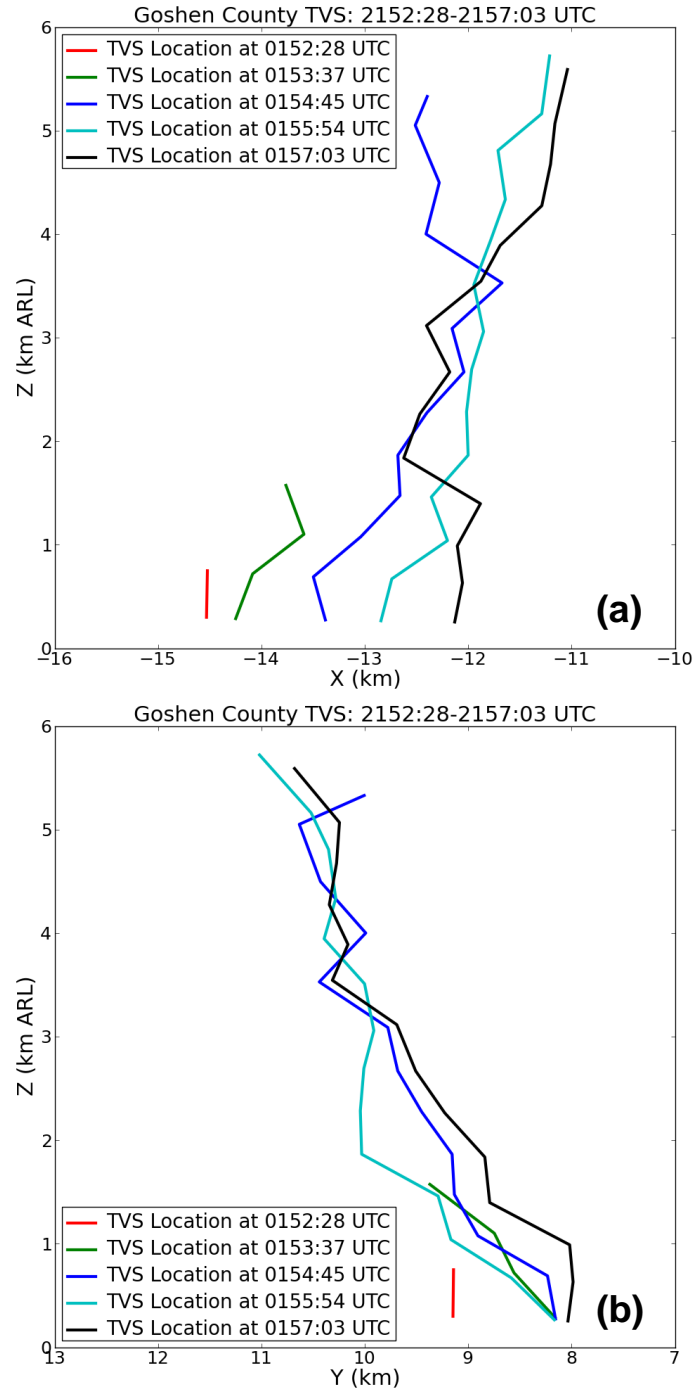 Goshen County TVS: 2152:28-2157:03 UTC
6
TVS Location at 0152:28 UTC
TVS Location at 0153:37 UTC
TVS Location at 0154:45 UTC
TVS Location at 0155:54 UTC
TVS Location at 0157:03 UTC
5
4
3
2
1
0
Z (km ARL)
(a)
−16 −15 −14 −13 −12 −11 −10
X (km)
Goshen County TVS: 2152:28-2157:03 UTC
6
5
4
3
2
1
0
Z (km ARL)
TVS Location at 0152:28 UTC
TVS Location at 0153:37 UTC
TVS Location at 0154:45 UTC
TVS Location at 0155:54 UTC
TVS Location at 0157:03 UTC
(b)
13 12 11 10 9 8 7
Y (km)